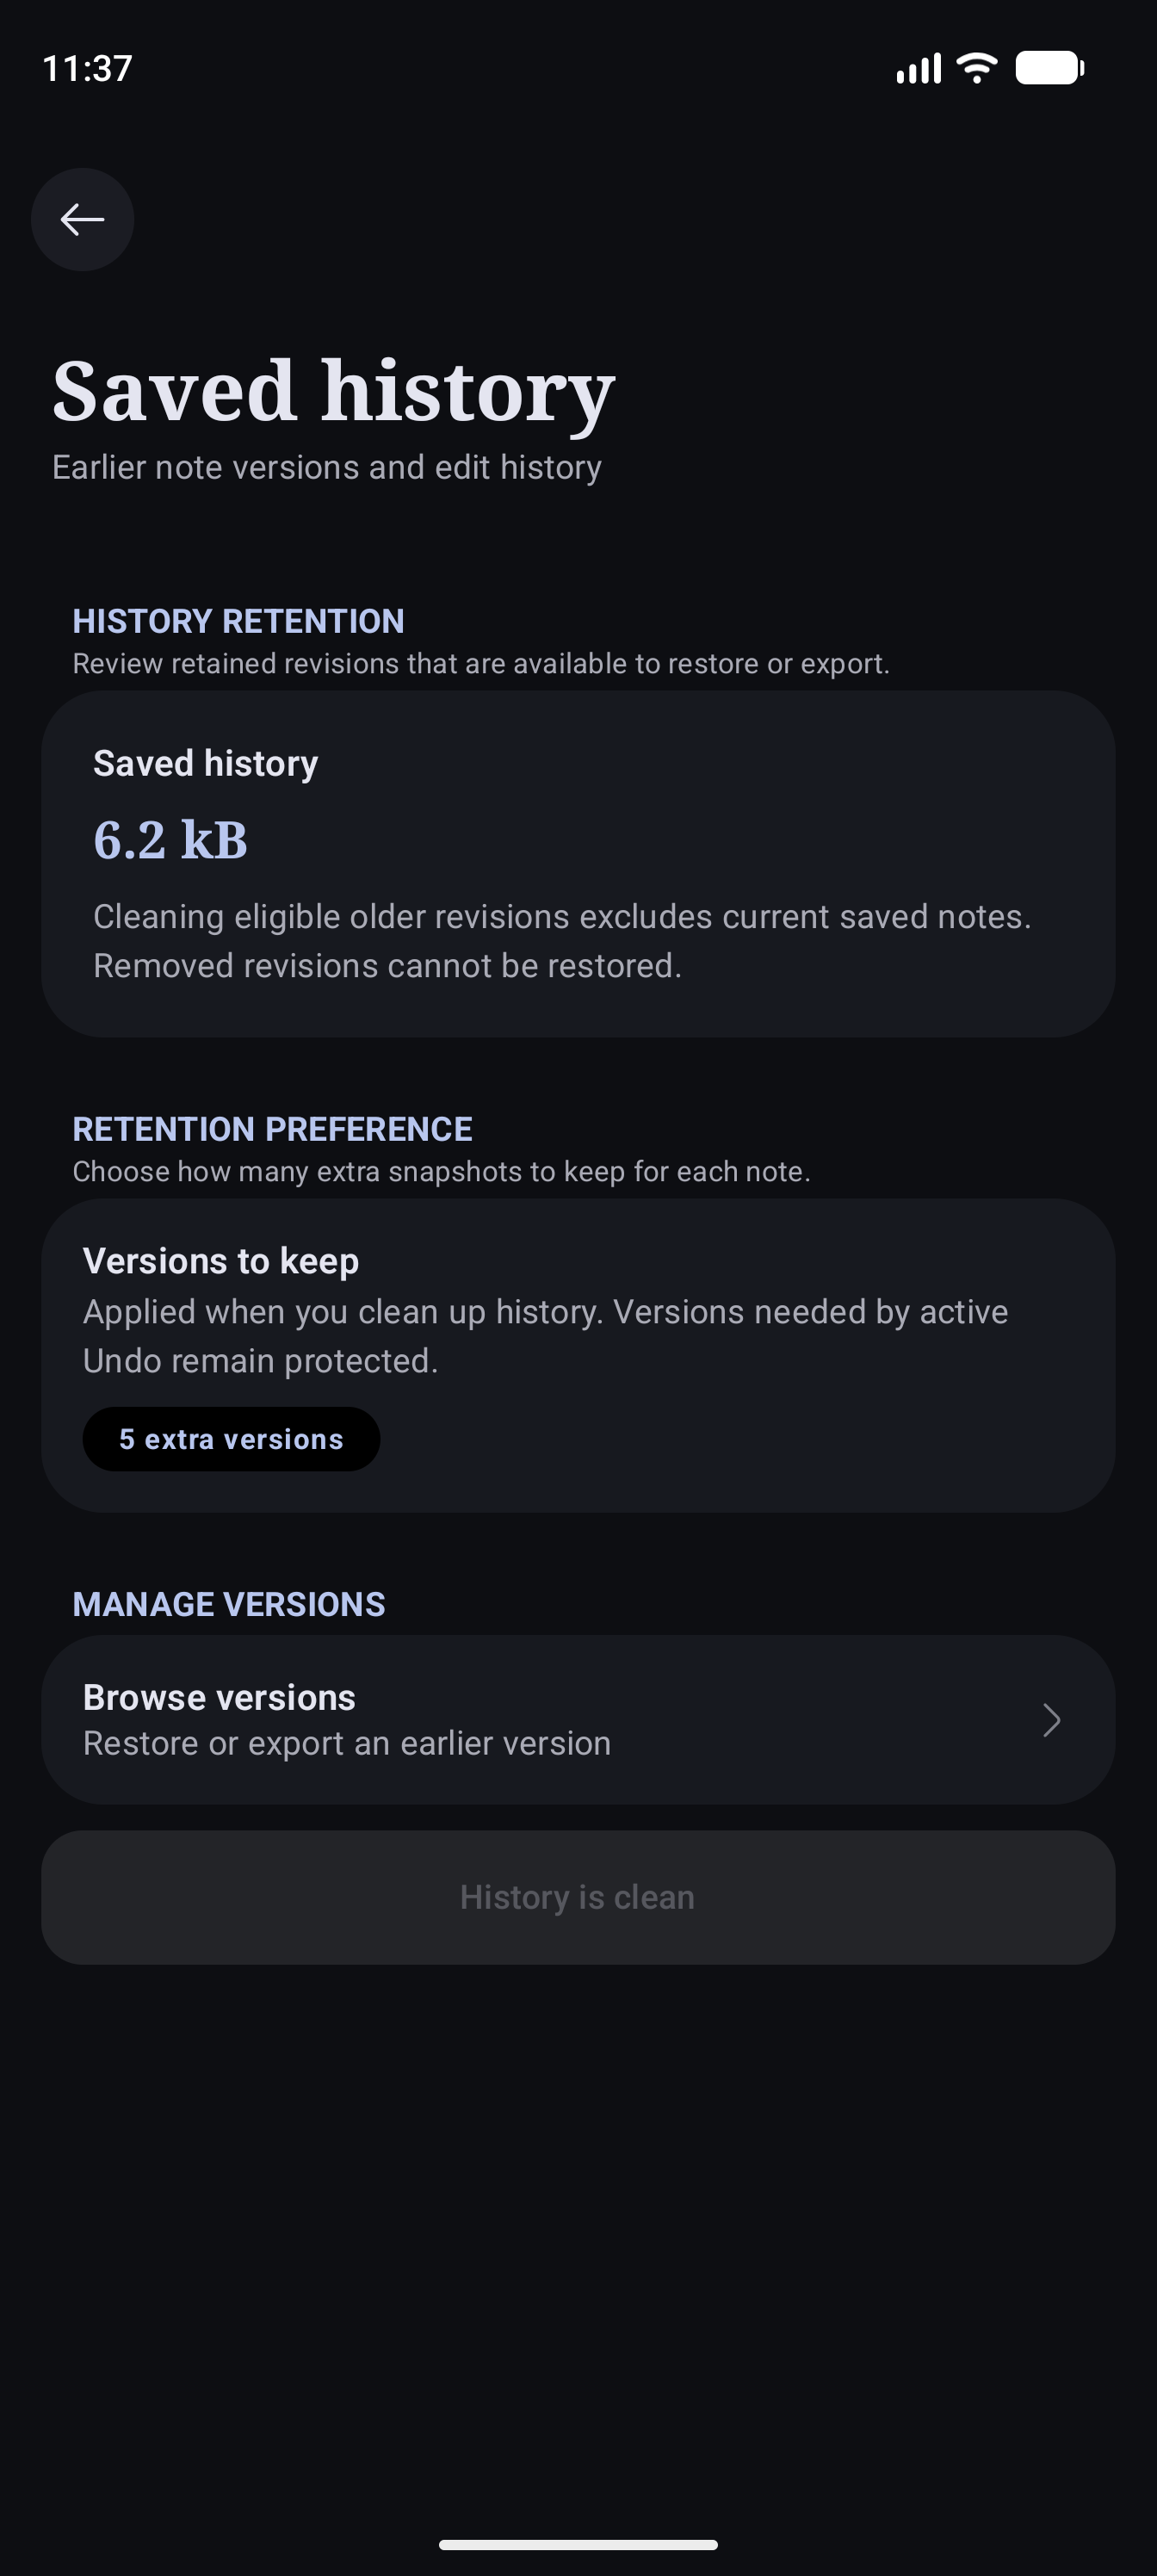 11:37
Saved history
Earlier note versions and edit history
HISTORY RETENTION
Review retained revisions that are available to restore or export.
Saved history
6.2 kB
Cleaning eligible older revisions excludes current saved notes.
Removed revisions cannot be restored.
RETENTION PREFERENCE
Choose how many extra snapshots to keep for each note.
Versions to keep
Applied when you clean up history. Versions needed by active
Undo remain protected.
5 extra versions
MANAGE VERSIONS
Browse versions
Restore or export an earlier version
History is clean